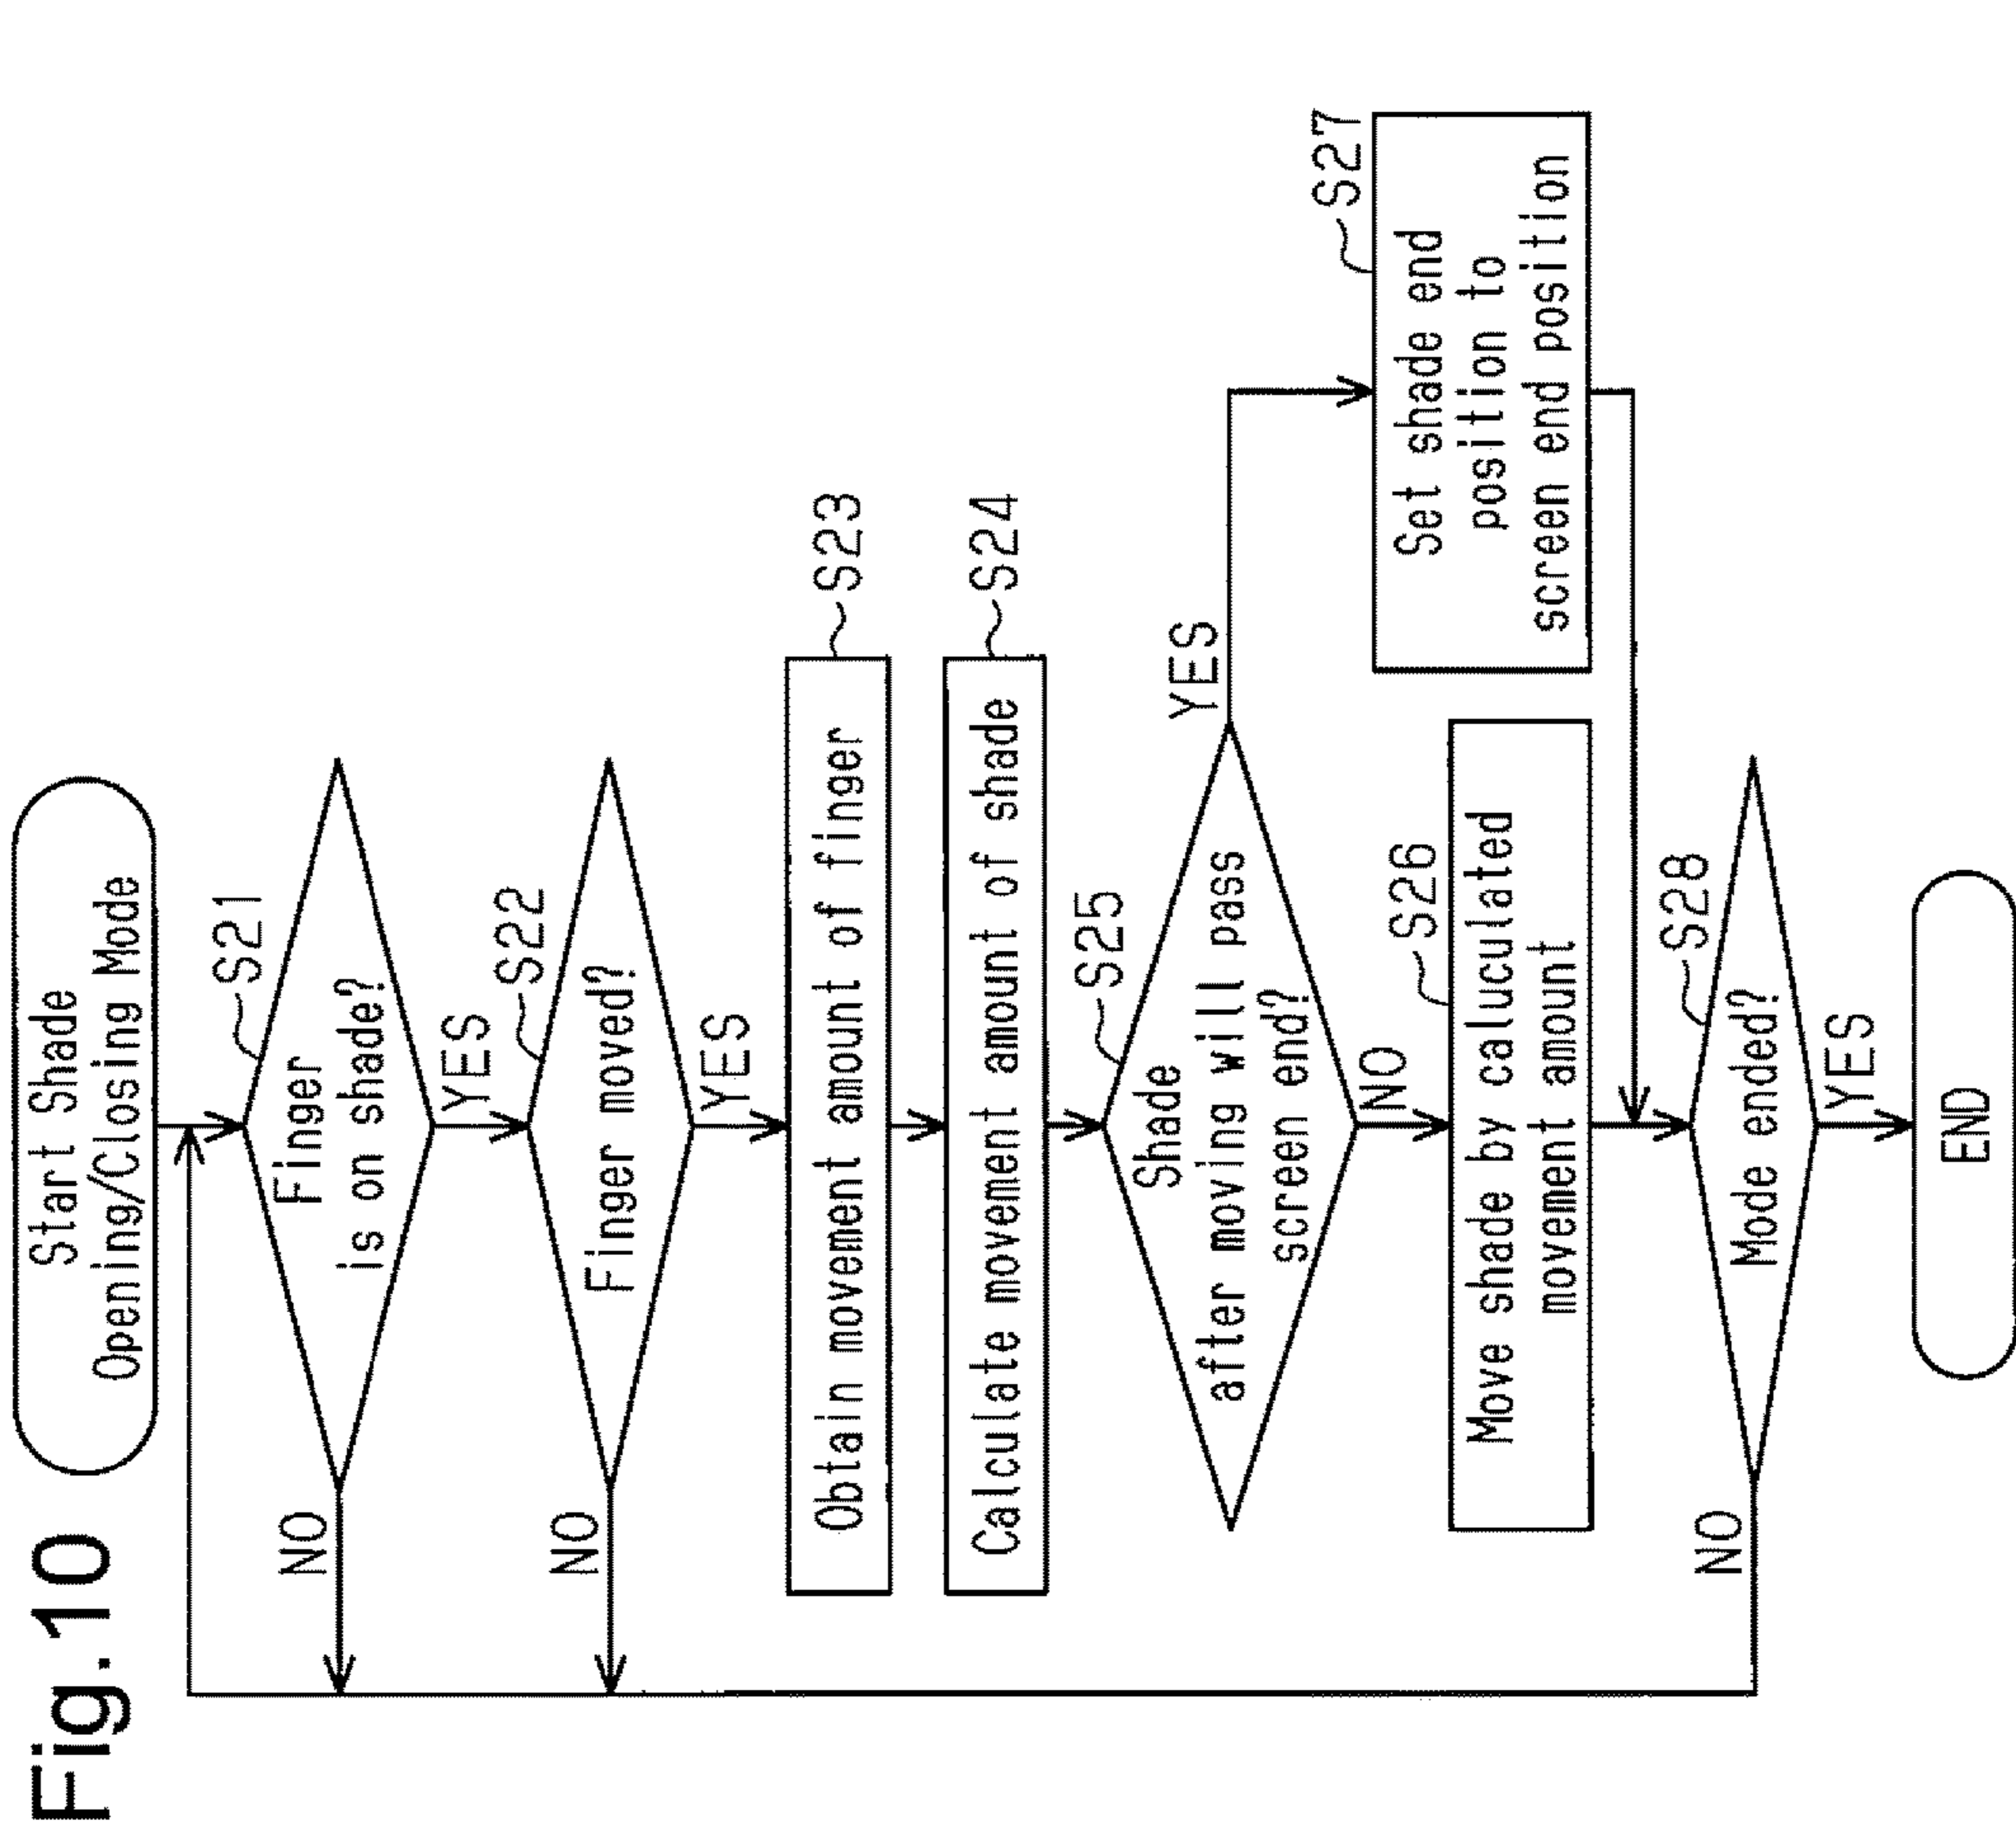 Fig.10
Start Shade
Opening/Closing Mode
S21
Finger
is on shade?
NO
YES
S22
Finger moved?
NO
YES
S23
Obtain movement amount of finger
S24
Calculate movement amount of shade
S25
Shade
after moving will pass
screen end?
YES
NO
S27
Set shade end
position to
screen end position
S26
Move shade by caluculated
movement amount
S28
Mode ended?
NO
YES
END